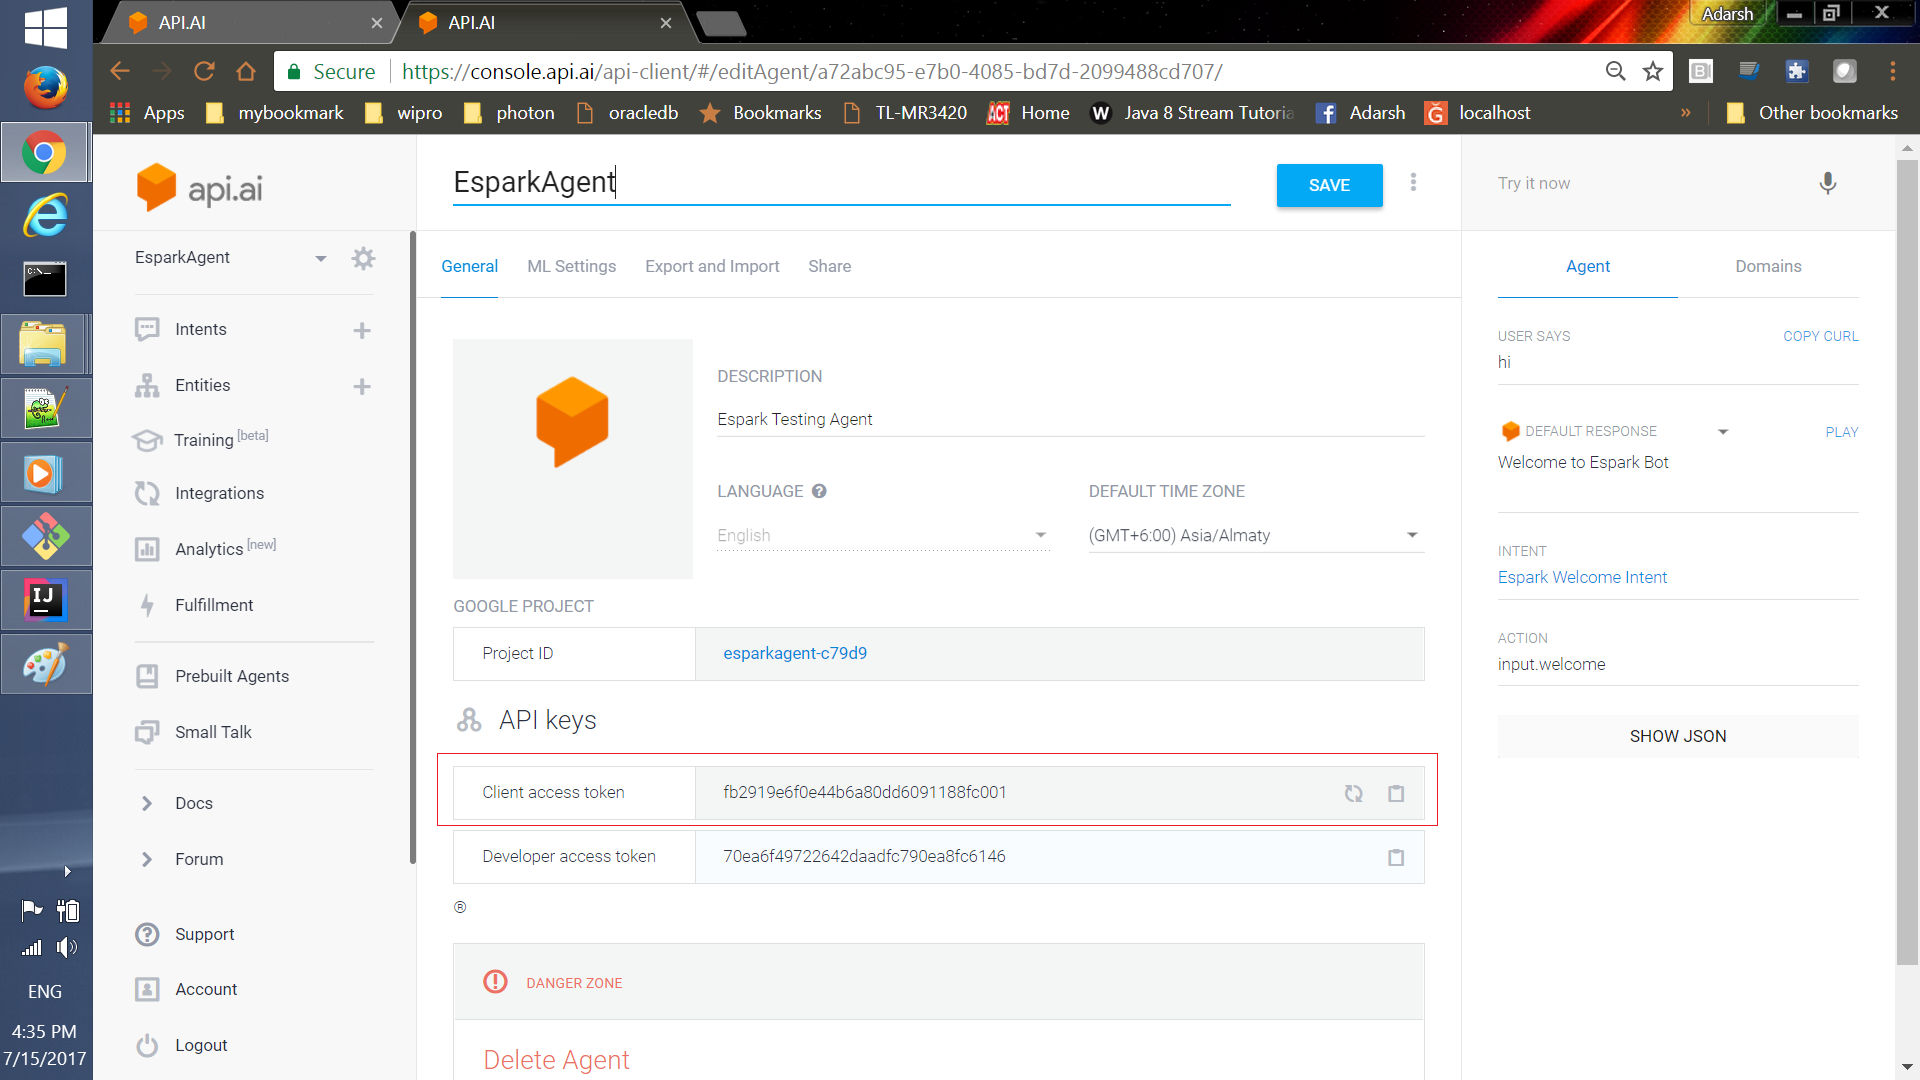 API.AI
API.AI
Adarsh
Secure https://console.api.ai/api-client/#/editAgent/a72abc95-e7b0-4085-bd7d-2099488cd707/
Apps mybookmark wipro photon oracledb Bookmarks TL-MR3420 ACT Home W Java 8 Stream Tutoria Adarsh localhost » Other bookmarks
api.ai
EsparkAgent
SAVE
Try it now
EsparkAgent
General ML Settings Export and Import Share
Agent Domains
Intents
Entities
Training [beta]
Integrations
Analytics [new]
Fulfillment
Prebuilt Agents
Small Talk
Docs
Forum
Support
Account
Logout
DESCRIPTION
Espark Testing Agent
LANGUAGE
DEFAULT TIME ZONE
English
(GMT+6:00) Asia/Almaty
GOOGLE PROJECT
Project ID esparkagent-c79d9
API keys
Client access token fb2919e6f0e44b6a80dd6091188fc001
Developer access token 70ea6f49722642daadfc790ea8fc6146
®
DANGER ZONE
Delete Agent
USER SAYS COPY CURL
hi
DEFAULT RESPONSE PLAY
Welcome to Espark Bot
INTENT
Espark Welcome Intent
ACTION
input.welcome
SHOW JSON
IJ
ENG
4:35 PM
7/15/2017